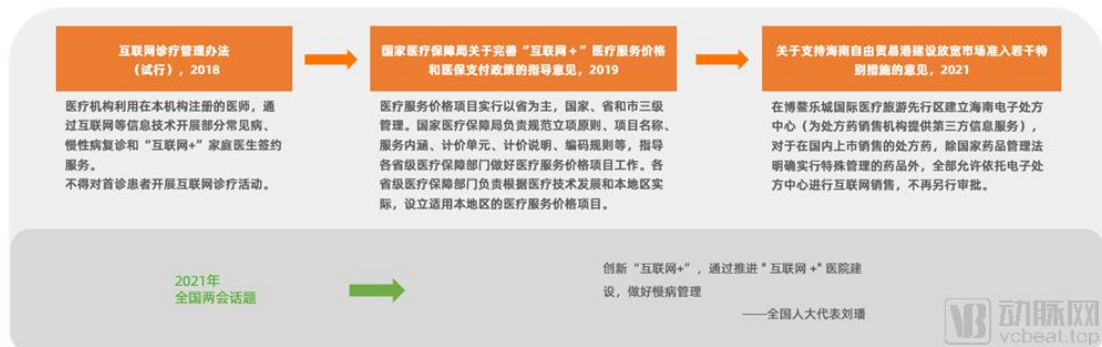 互联网诊疗管理办法
（试行），2018
国家医疗保障局关于完善“互联网+”医疗服务价格
和医保支付政策的指导意见，2019
关于支持海南自由贸易港建设放宽市场准入若干特
别措施的意见，2021
医疗机构利用在本机构注册的医师，通
过互联网等信息技术开展部分常见病、
慢性病复诊和“互联网+”家庭医生签约
服务。
不得对首诊患者开展互联网诊疗活动。
医疗服务价格项目实行以省为主，国家、省和市三级
管理。国家医疗保障局负责规范立项原则、项目名称、
服务内涵、计价单元、计价说明、编码规则等，指导
各省级医疗保障部门做好医疗服务价格项目工作。各
省级医疗保障部门负责根据医疗技术发展和本地区实
际，设立适用本地区的医疗服务价格项目。
在博鳌乐城国际医疗旅游先行区建立海南电子处方
中心（为处方药销售机构提供第三方信息服务），
对于在国内上市销售的处方药，除国家药品管理法
明确实行特殊管理的药品外，全部允许依托电子处
方中心进行互联网销售，不再另行审批。
2021年
全国两会话题
创新“互联网+”，通过推进"互联网+"医院建
设，做好慢病管理
——全国人大代表刘璠
动脉网
vcbeat.top